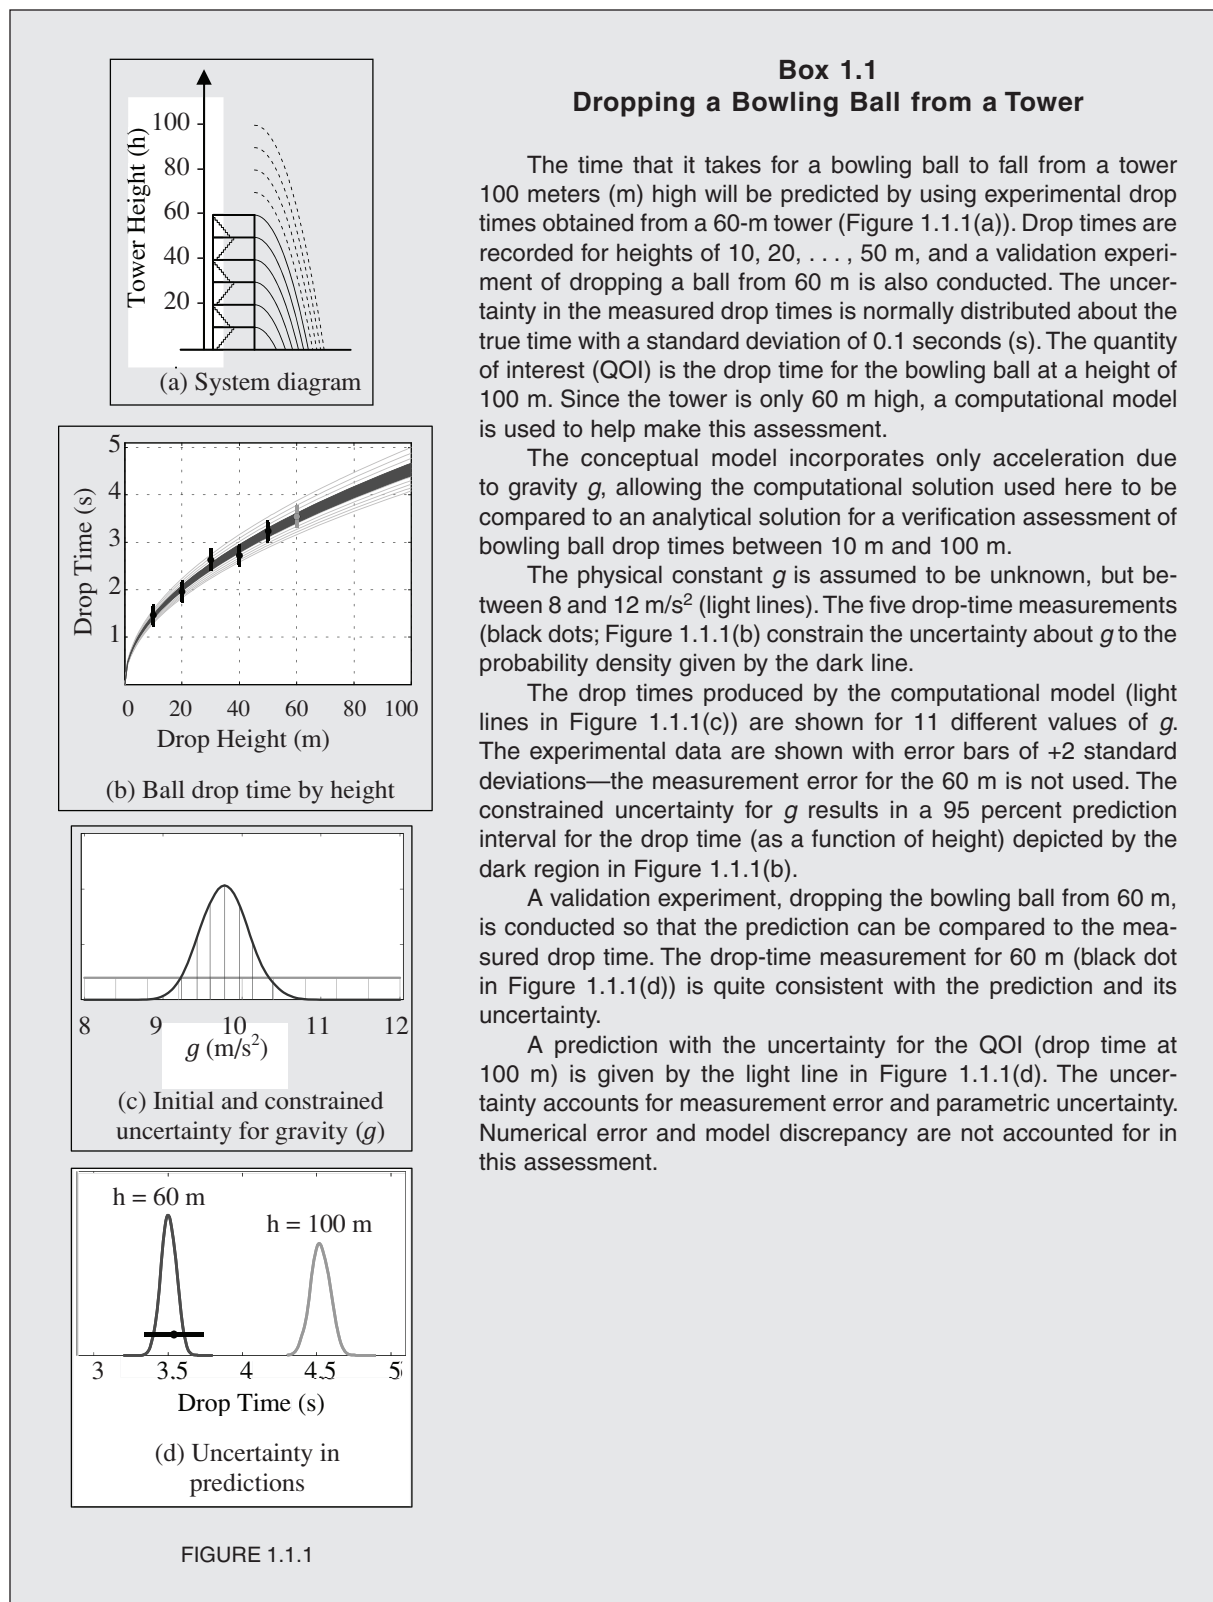 Box 1.1
Dropping a Bowling Ball from a Tower
The time that it takes for a bowling ball to fall from a tower
100 meters (m) high will be predicted by using experimental drop
times obtained from a 60-m tower (Figure 1.1.1(a)). Drop times are
recorded for heights of 10, 20, . . . , 50 m, and a validation experi-
ment of dropping a ball from 60 m is also conducted. The uncer-
tainty in the measured drop times is normally distributed about the
true time with a standard deviation of 0.1 seconds (s). The quantity
of interest (QOI) is the drop time for the bowling ball at a height of
100 m. Since the tower is only 60 m high, a computational model
is used to help make this assessment.
The conceptual model incorporates only acceleration due
to gravity g, allowing the computational solution used here to be
compared to an analytical solution for a verification assessment of
bowling ball drop times between 10 m and 100 m.
The physical constant g is assumed to be unknown, but be-
tween 8 and 12 m/s² (light lines). The five drop-time measurements
(black dots; Figure 1.1.1(b) constrain the uncertainty about g to the
probability density given by the dark line.
The drop times produced by the computational model (light
lines in Figure 1.1.1(c)) are shown for 11 different values of g.
The experimental data are shown with error bars of +2 standard
deviations—the measurement error for the 60 m is not used. The
constrained uncertainty for g results in a 95 percent prediction
interval for the drop time (as a function of height) depicted by the
dark region in Figure 1.1.1(b).
A validation experiment, dropping the bowling ball from 60 m,
is conducted so that the prediction can be compared to the mea-
sured drop time. The drop-time measurement for 60 m (black dot
in Figure 1.1.1(d)) is quite consistent with the prediction and its
uncertainty.
A prediction with the uncertainty for the QOI (drop time at
100 m) is given by the light line in Figure 1.1.1(d). The uncer-
tainty accounts for measurement error and parametric uncertainty.
Numerical error and model discrepancy are not accounted for in
this assessment.
Tower Height (h)
100
80
60
40
20
(a) System diagram
Drop Time (s)
5
4
3
2
1
0 20 40 60 80 100
Drop Height (m)
(b) Ball drop time by height
8 9 10 11 12
g (m/s²)
(c) Initial and constrained
uncertainty for gravity (g)
h = 60 m
h = 100 m
3 3.5 4 4.5 5
Drop Time (s)
(d) Uncertainty in
predictions
FIGURE 1.1.1